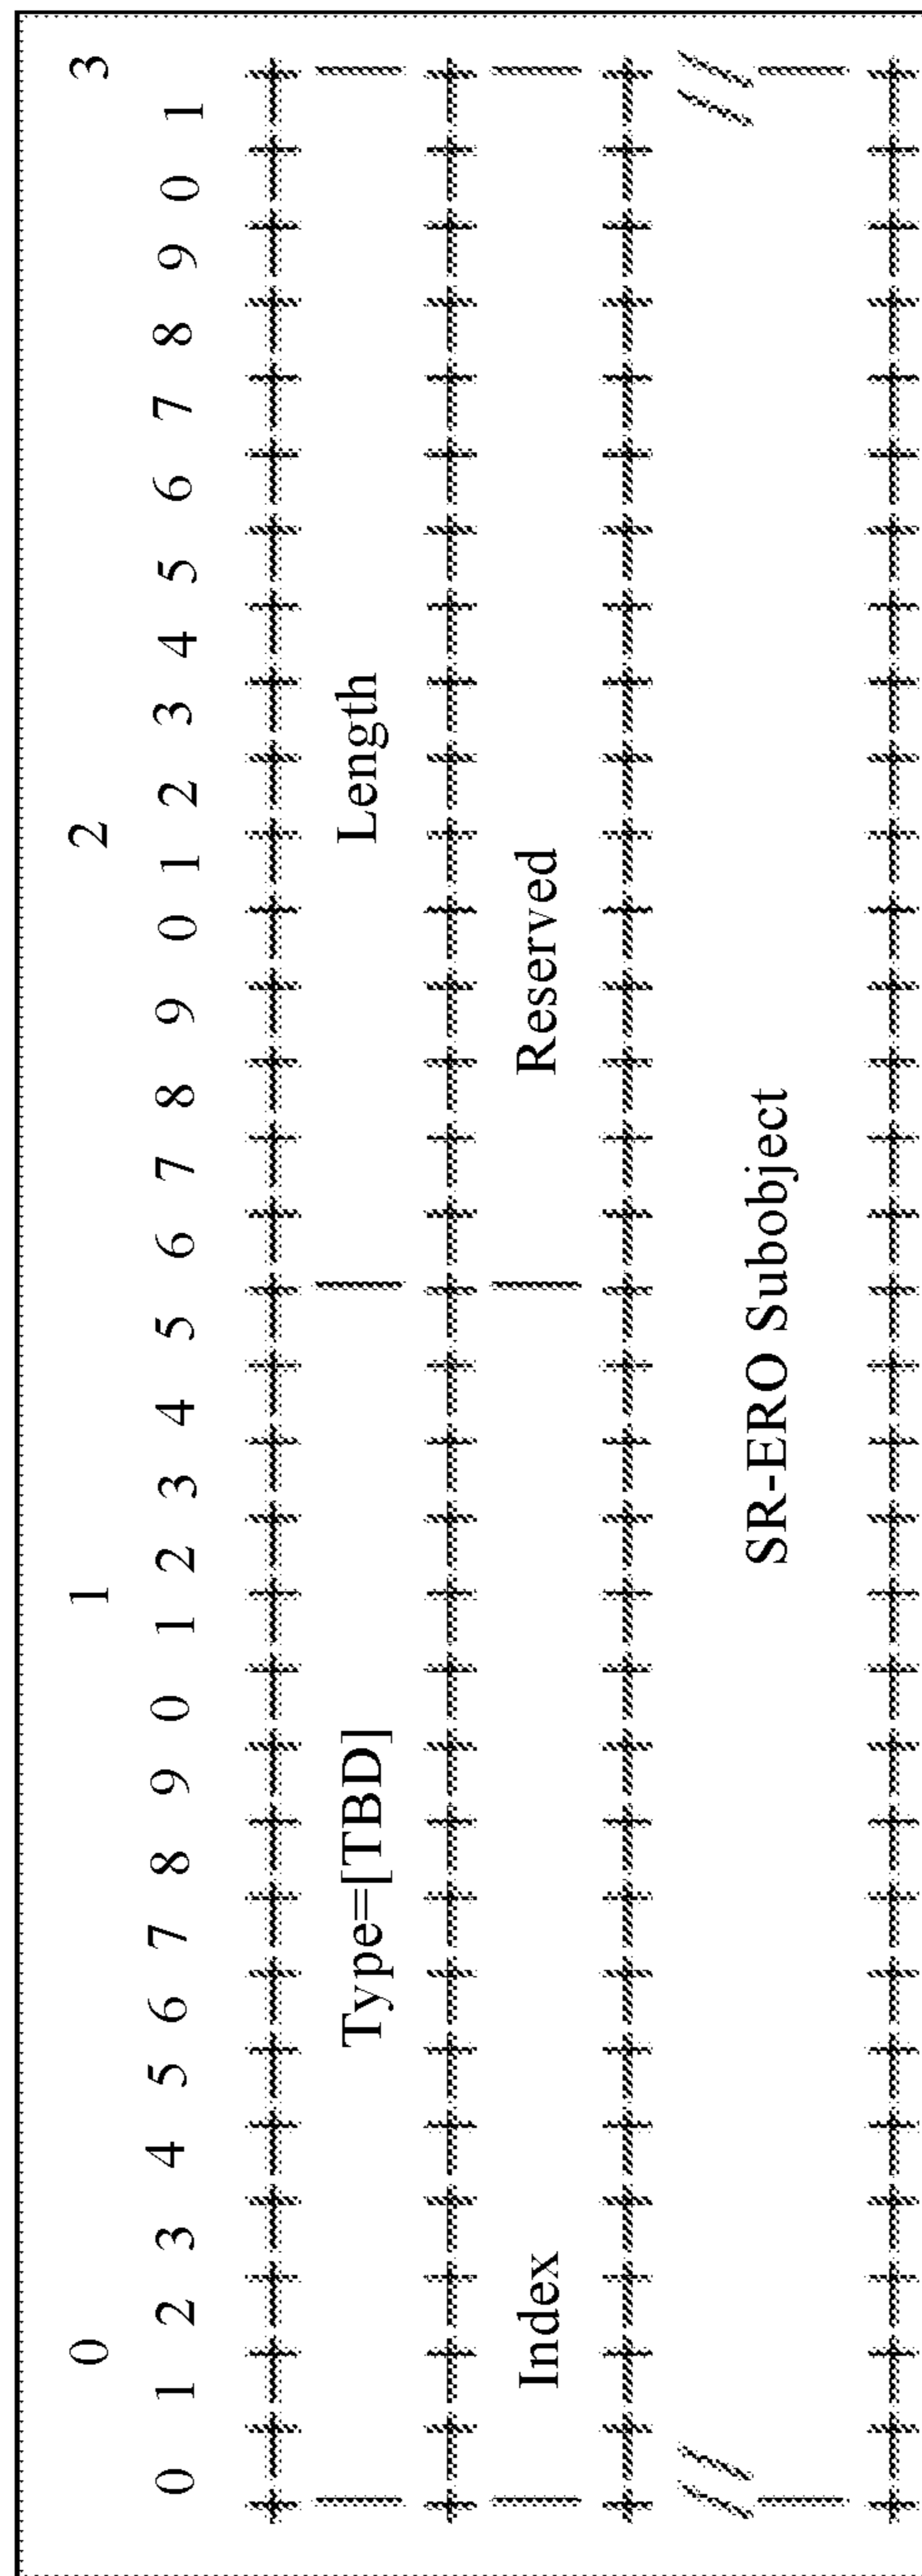 0 1 2 3
0 1 2 3 4 5 6 7 8 9 0 1 2 3 4 5 6 7 8 9 0 1 2 3 4 5 6 7 8 9 0 1
Type=[TBD] Length
Index Reserved
// SR-ERO Subobject //